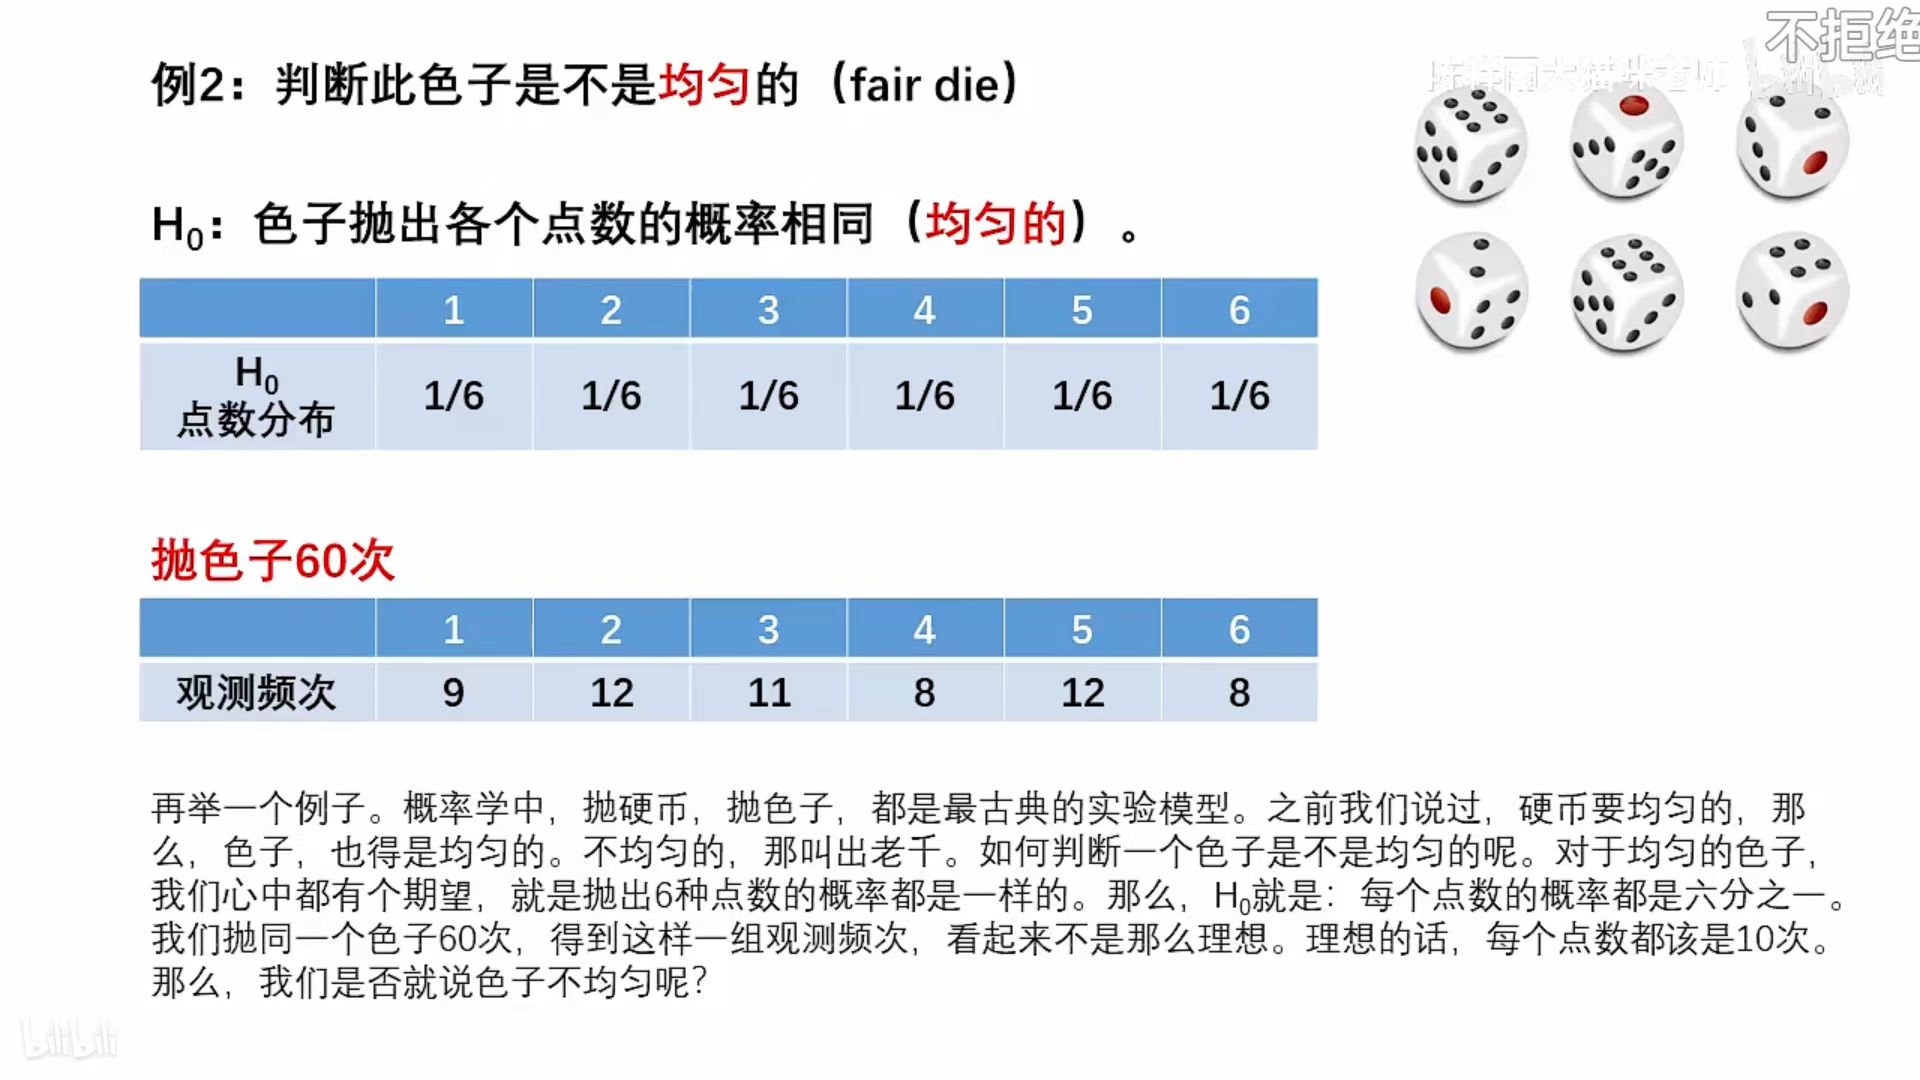 不拒绝
例2：判断此色子是不是均匀的（fair die）
H₀：色子抛出各个点数的概率相同（均匀的）。
1 2 3 4 5 6
H₀
点数分布 1/6 1/6 1/6 1/6 1/6 1/6
抛色子60次
1 2 3 4 5 6
观测频次 9 12 11 8 12 8
再举一个例子。概率学中，抛硬币，抛色子，都是最古典的实验模型。之前我们说过，硬币要均匀的，那
么，色子，也得是均匀的。不均匀的，那叫出老千。如何判断一个色子是不是均匀的呢。对于均匀的色子，
我们心中都有个期望，就是抛出6种点数的概率都是一样的。那么，H₀就是：每个点数的概率都是六分之一。
我们抛同一个色子60次，得到这样一组观测频次，看起来不是那么理想。理想的话，每个点数都该是10次。
那么，我们是否就说色子不均匀呢？
bilibili